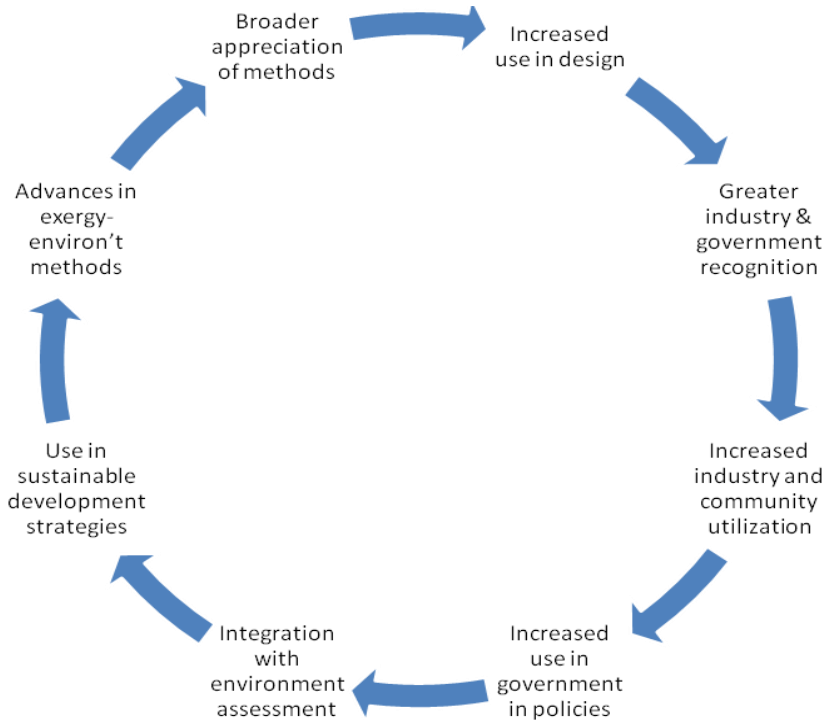 Broader
appreciation
of methods
Increased
use in design
Greater
industry &
government
recognition
Increased
industry and
community
utilization
Increased
use in
government
in policies
Integration
with
environment
assessment
Use in
sustainable
development
strategies
Advances in
exergy-
environ’t
methods